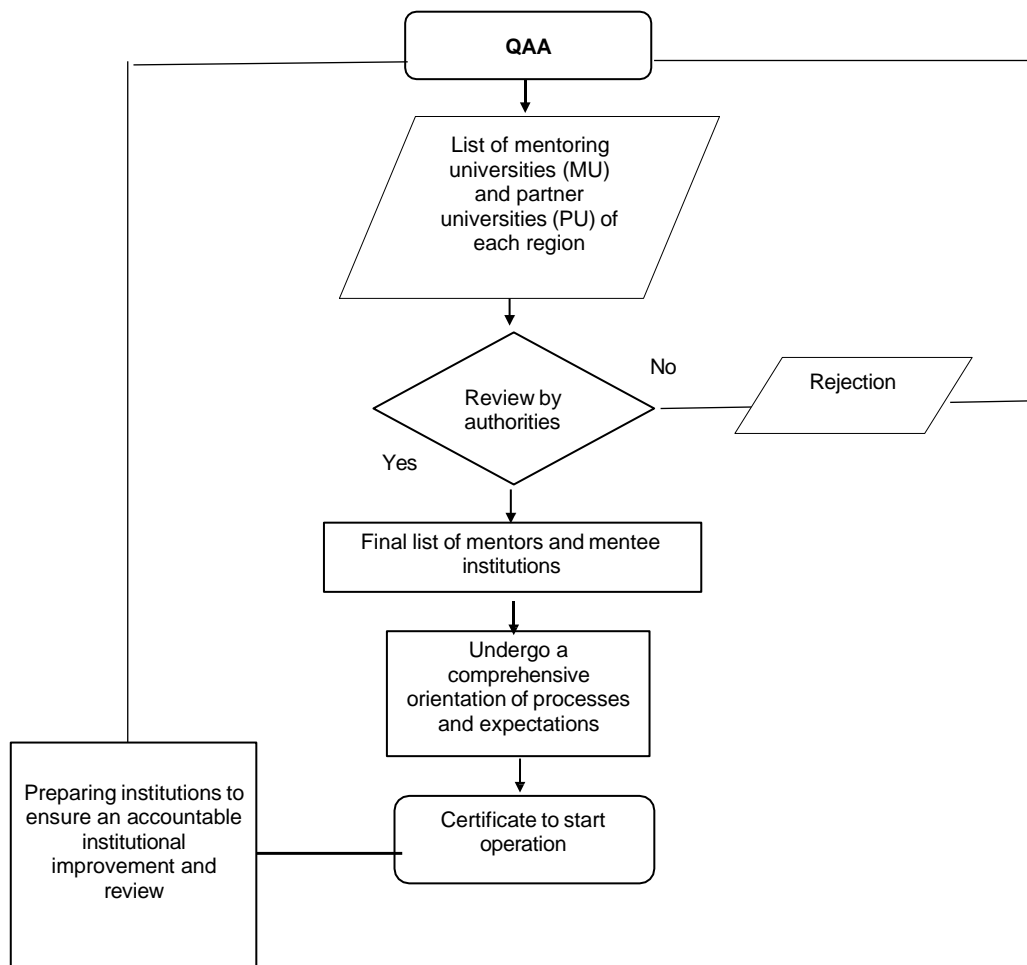 QAA
List of mentoring
universities (MU)
and partner
universities (PU) of
each region
No
Rejection
Review by
authorities
Yes
Final list of mentors and mentee
institutions
Undergo a
comprehensive
orientation of processes
and expectations
Preparing institutions to
ensure an accountable
institutional
improvement and
review
Certificate to start
operation